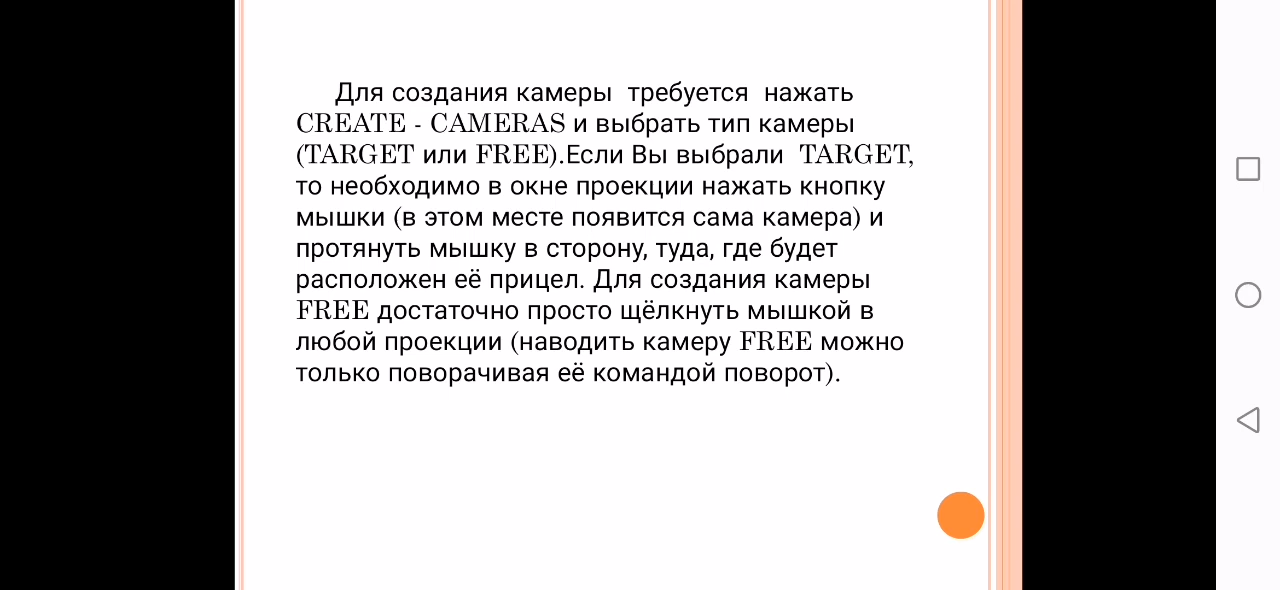 Для создания камеры требуется нажать
CREATE - CAMERAS и выбрать тип камеры
(TARGET или FREE).Если Вы выбрали TARGET,
то необходимо в окне проекции нажать кнопку
мышки (в этом месте появится сама камера) и
протянуть мышку в сторону, туда, где будет
расположен её прицел. Для создания камеры
FREE достаточно просто щёлкнуть мышкой в
любой проекции (наводить камеру FREE можно
только поворачивая её командой поворот).